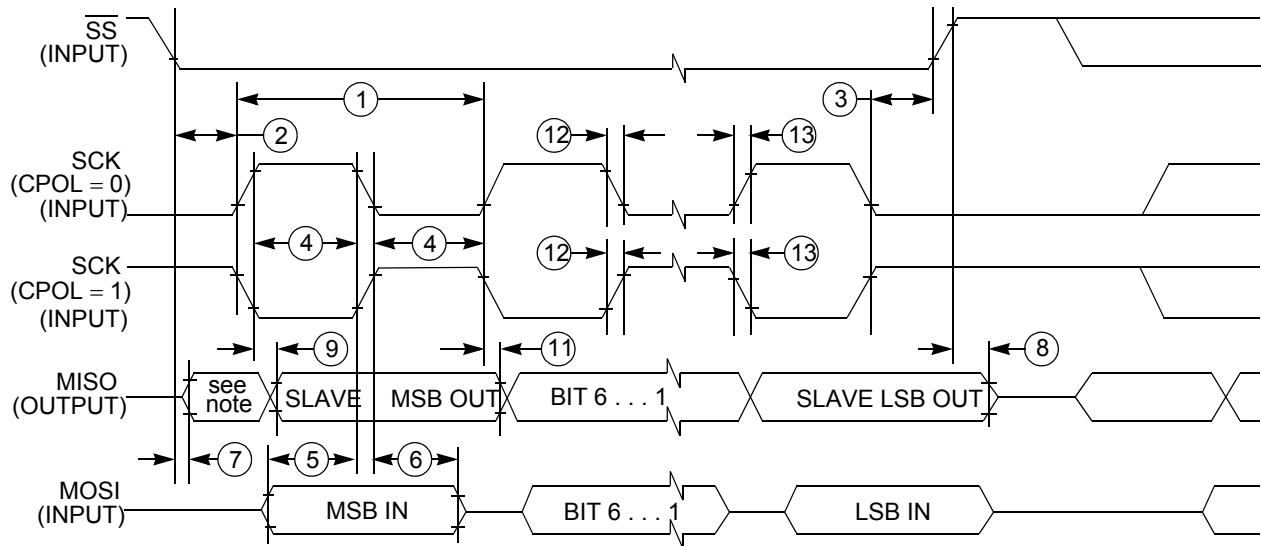 SS
(INPUT)
1
3
2
12
13
SCK
(CPOL = 0)
(INPUT)
4
4
12
13
SCK
(CPOL = 1)
(INPUT)
9
11
8
MISO
(OUTPUT)
see
note
SLAVE
MSB OUT
BIT 6 . . . 1
SLAVE LSB OUT
7
5
6
MOSI
(INPUT)
MSB IN
BIT 6 . . . 1
LSB IN